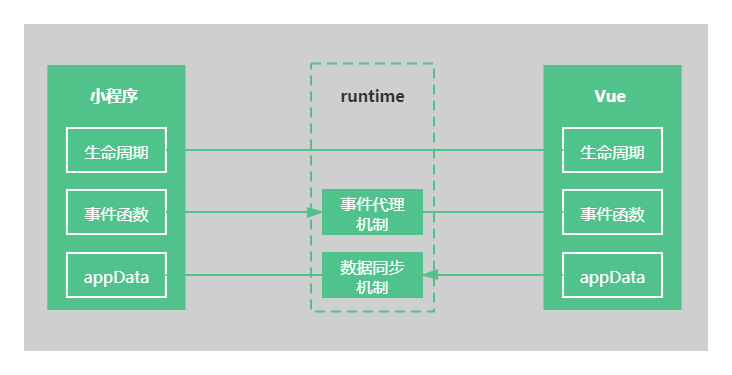 小程序
runtime
Vue
生命周期
生命周期
事件函数
事件代理
机制
事件函数
appData
数据同步
机制
appData